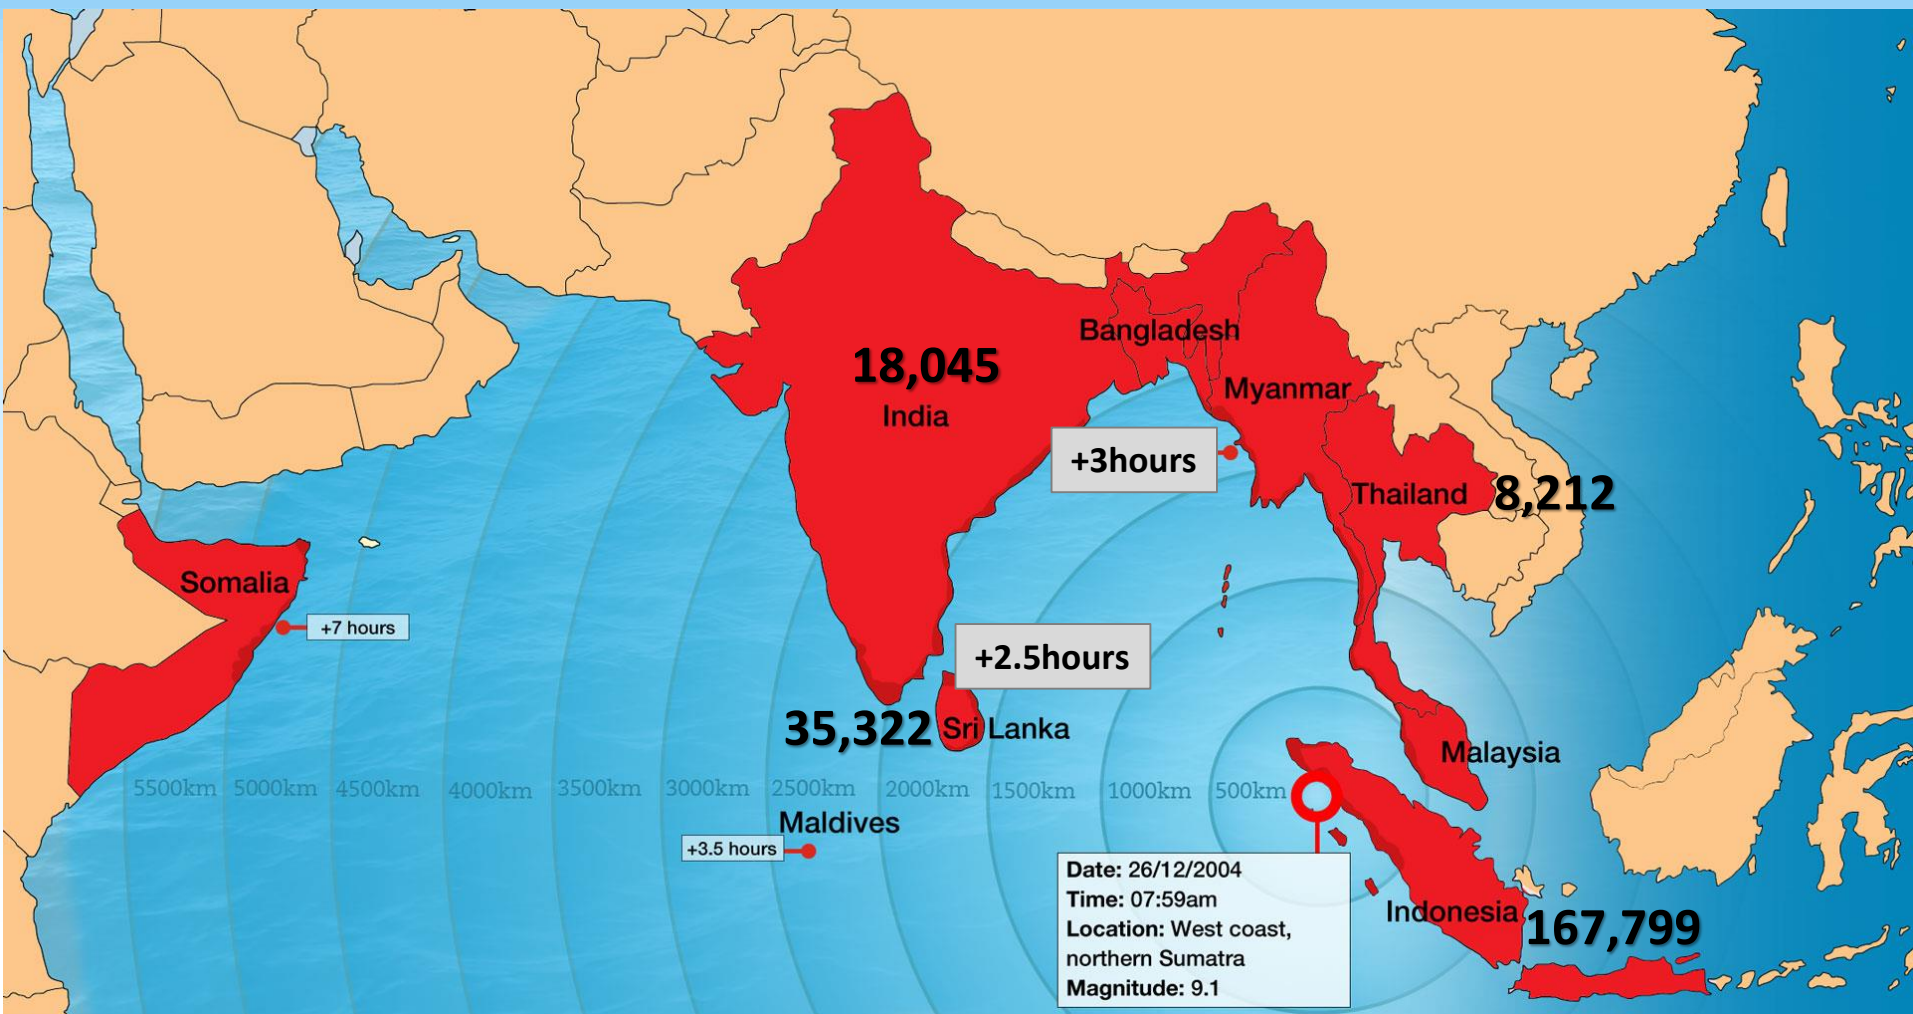 Bangladesh
18,045
India
Myanmar
+3hours
Thailand
8,212
Somalia
+7 hours
+2.5hours
35,322
Sri Lanka
Malaysia
5500km
5000km
4500km
4000km
3500km
3000km
2500km
2000km
1500km
1000km
500km
Maldives
+3.5 hours
Date: 26/12/2004
Time: 07:59am
Location: West coast,
northern Sumatra
Magnitude: 9.1
Indonesia
167,799